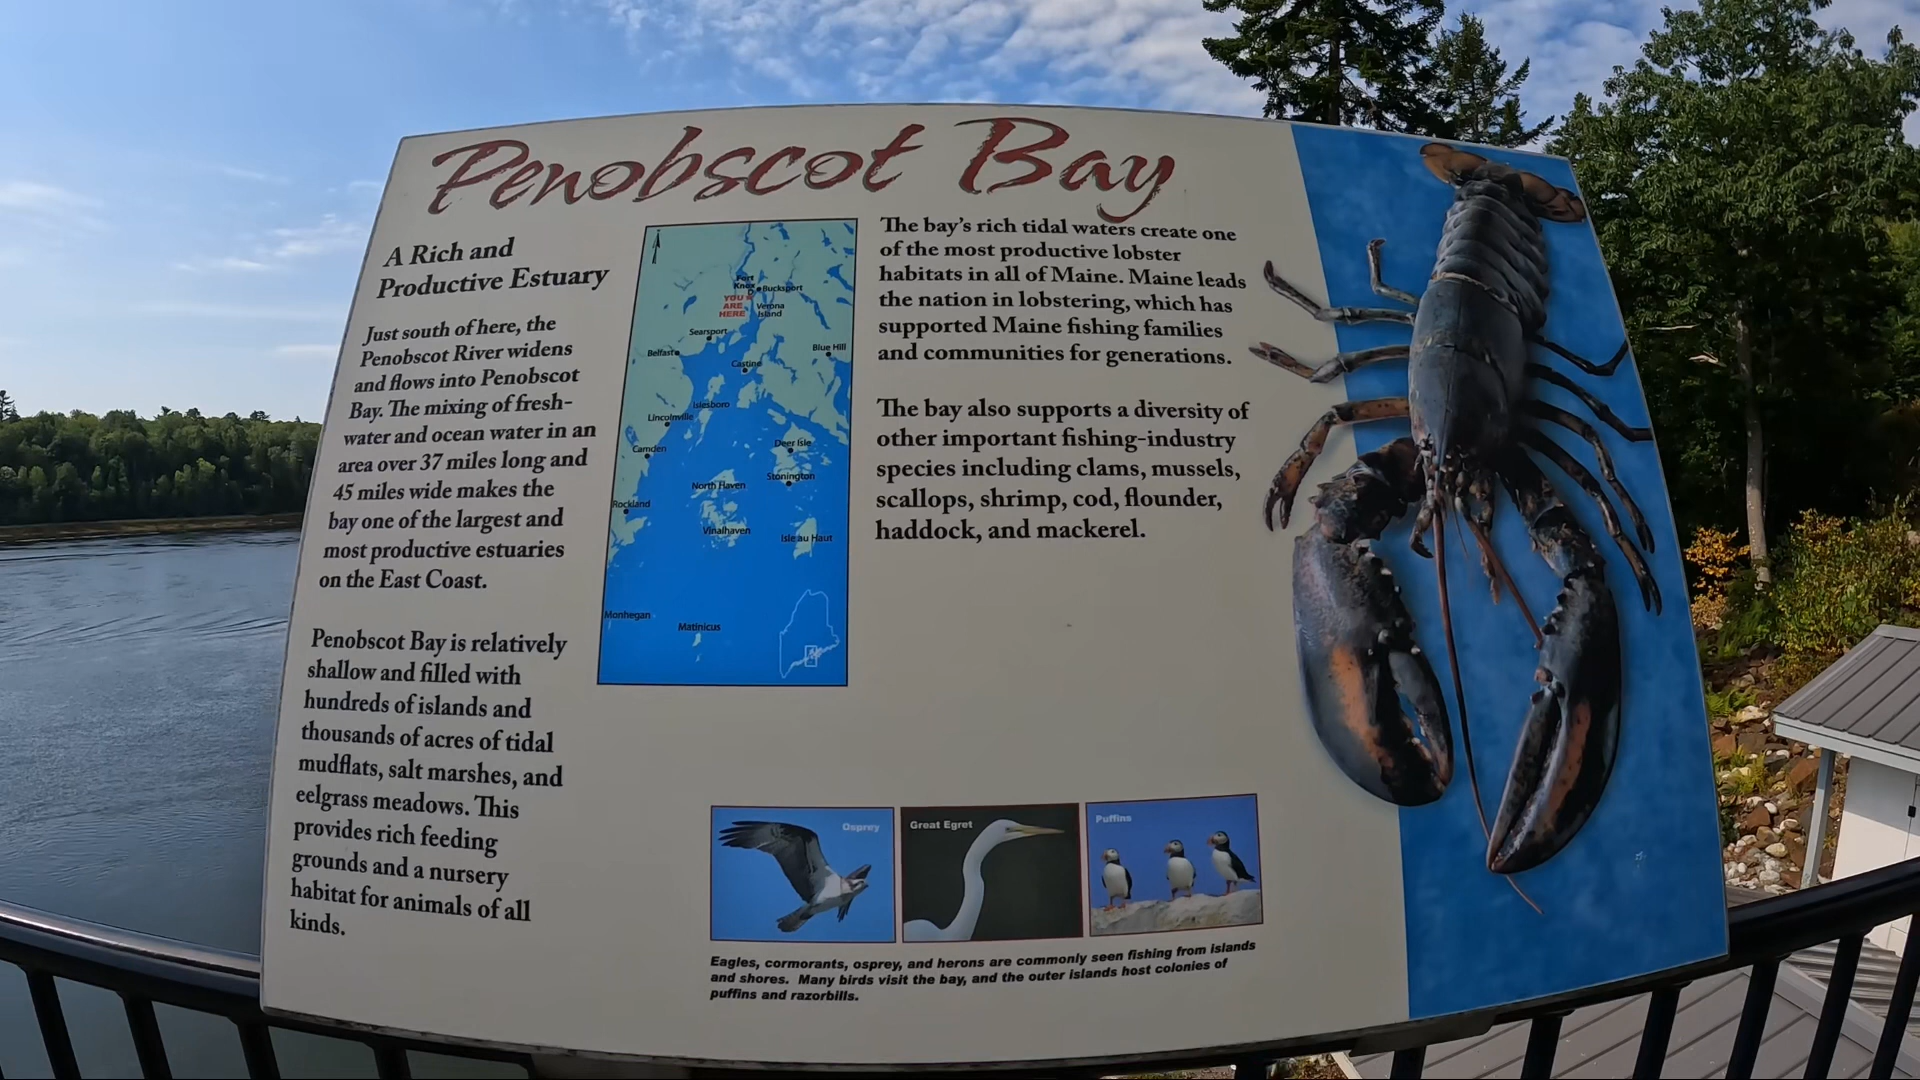 Penobscot Bay
A Rich and
Productive Estuary
Just south of here, the
Penobscot River widens
and flows into Penobscot
Bay. The mixing of fresh-
water and ocean water in an
area over 37 miles long and
45 miles wide makes the
bay one of the largest and
most productive estuaries
on the East Coast.
Penobscot Bay is relatively
shallow and filled with
hundreds of islands and
thousands of acres of tidal
mudflats, salt marshes, and
eelgrass meadows. This
provides rich feeding
grounds and a nursery
habitat for animals of all
kinds.
Fort
Knox
Bucksport
YOU
ARE
HERE
Verona
Island
Searsport
Belfast
Blue Hill
Castine
Islesboro
Lincolnville
Camden
Deer Isle
Stonington
North Haven
Rockland
Vinalhaven
Isle au Haut
Monhegan
Matinicus
The bay's rich tidal waters create one
of the most productive lobster
habitats in all of Maine. Maine leads
the nation in lobstering, which has
supported Maine fishing families
and communities for generations.
The bay also supports a diversity of
other important fishing-industry
species including clams, mussels,
scallops, shrimp, cod, flounder,
haddock, and mackerel.
Osprey
Great Egret
Puffins
Eagles, cormorants, osprey, and herons are commonly seen fishing from islands
and shores. Many birds visit the bay, and the outer islands host colonies of
puffins and razorbills.